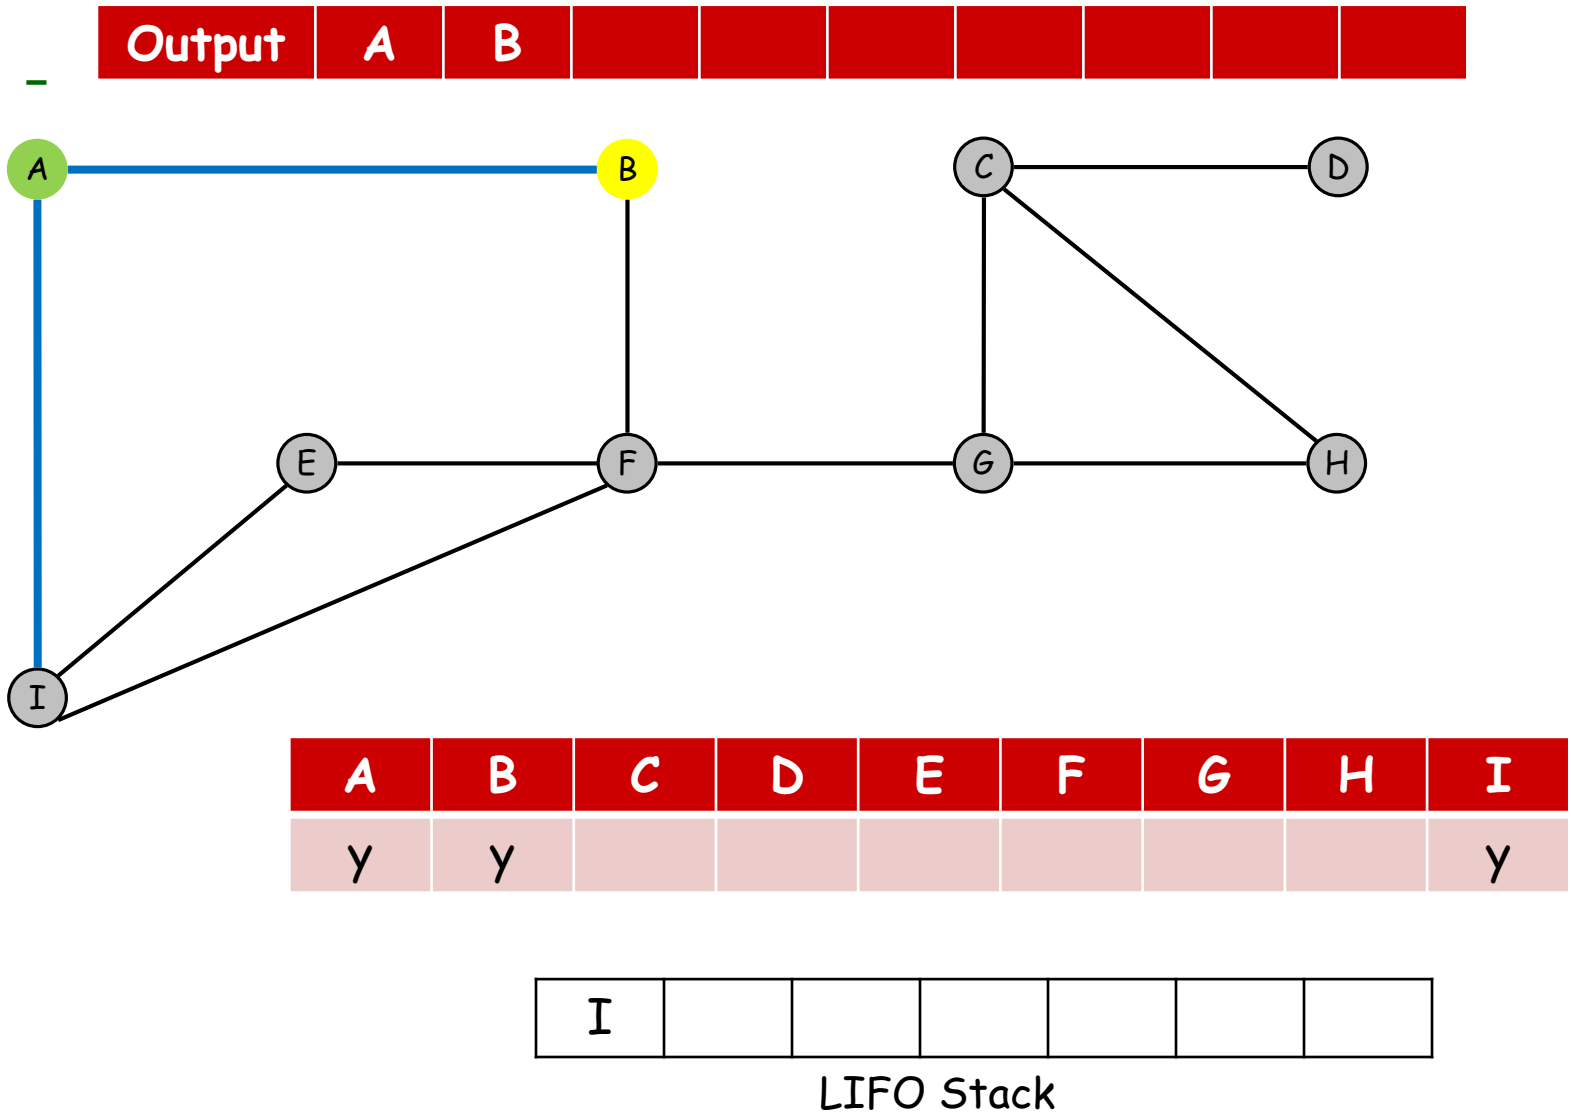 Output A B
–
A B C D
E F G H
I
A B C D E F G H I
y y y
I
LIFO Stack